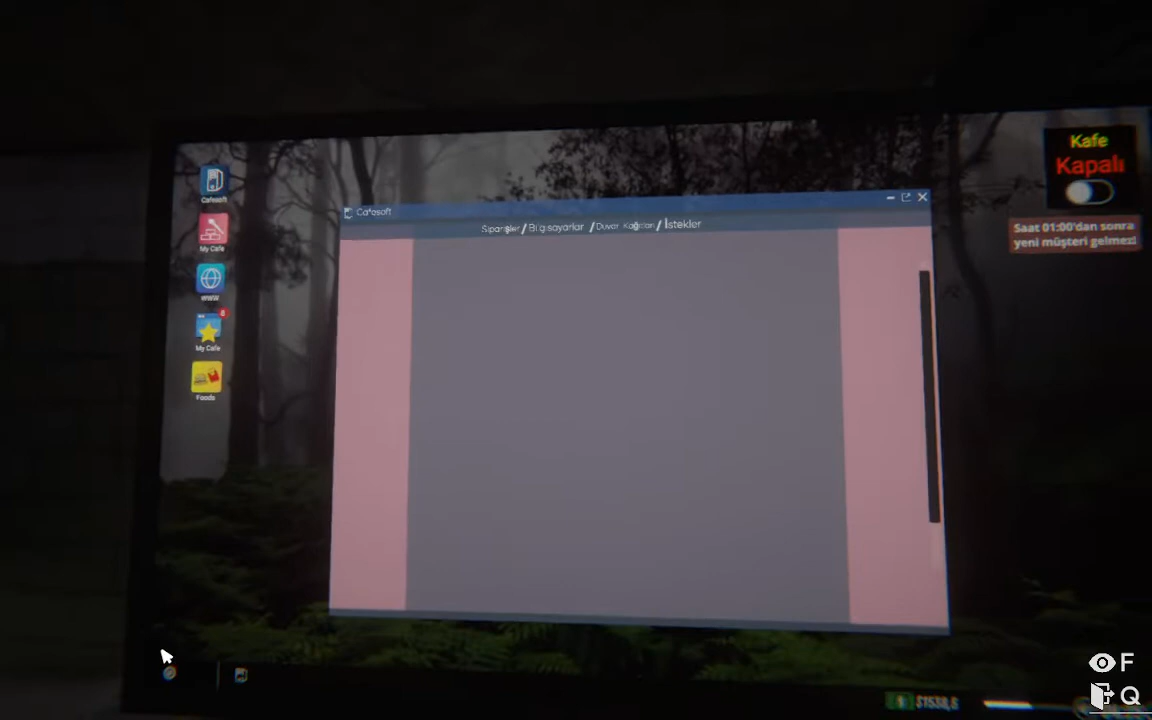 Kafe
Kapalı
Saat 01:00'dan sonra
yeni müşteri gelmez!
Cafesoft
My Cafe
WWW
8
My Cafe
Foods
Cafesoft
Siparişler / Bilgisayarlar / Duvar Kağıtları / İstekler
F
Q